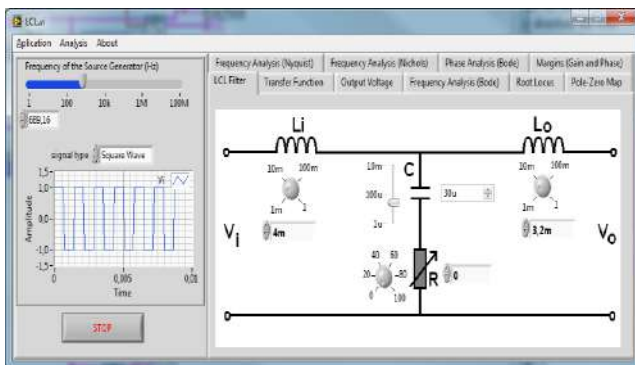 LCL.vi
Aplication Analysis About
Frequency of the Source Generator (Hz)
1 100 10k 1M 100M
689,16
signal type Square Wave
Vi
Amplitude
1,5
1,0
0,0
-1,0
-1,5
0 0,005 0,01
Time
STOP
Frequency Analysis (Nyquist) Frequency Analysis (Nichols) Phase Analysis (Bode) Margins (Gain and Phase)
LCL Filter Transfer Function Output Voltage Frequency Analysis (Bode) Root Locus Pole-Zero Map
Li Lo
10m 100m
1m 1
4m
10m
100u
1u
C
30u
10m 100m
1m 1
3,2m
Vi Vo
40 60
20 80
0 100
R
0